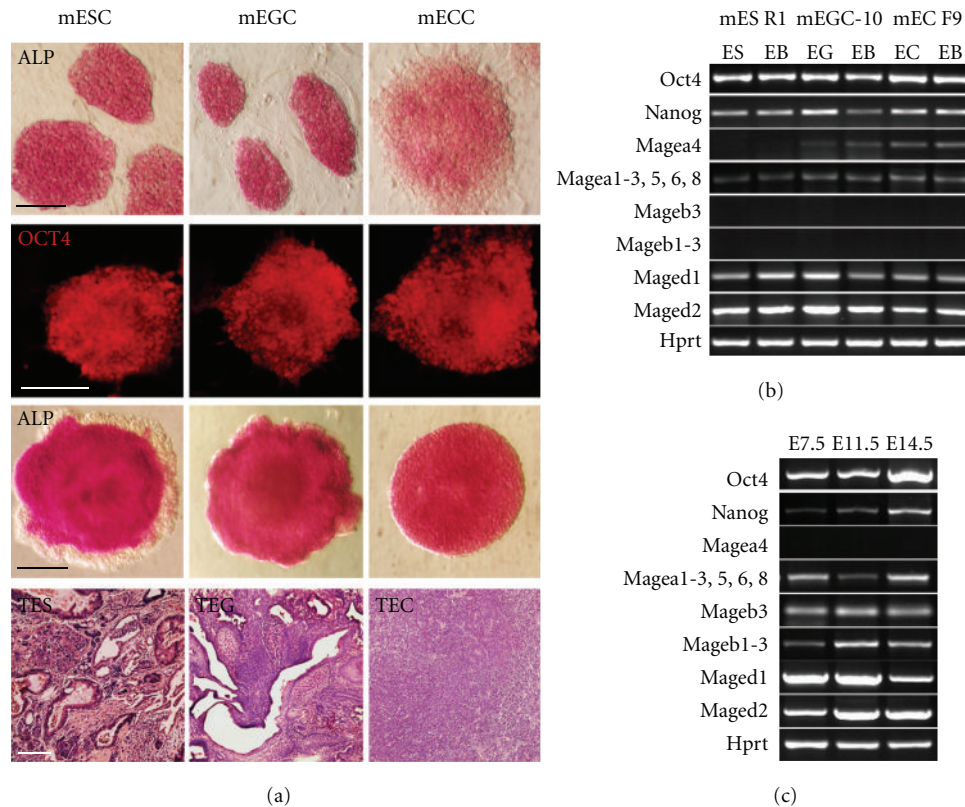 mESC mEGC mECC
ALP
OCT4
ALP
TES TEG TEC
(a)
mES R1 mEGC-10 mEC F9
ES EB EG EB EC EB
Oct4
Nanog
Magea4
Magea1-3, 5, 6, 8
Mageb3
Mageb1-3
Maged1
Maged2
Hprt
(b)
E7.5 E11.5 E14.5
Oct4
Nanog
Magea4
Magea1-3, 5, 6, 8
Mageb3
Mageb1-3
Maged1
Maged2
Hprt
(c)